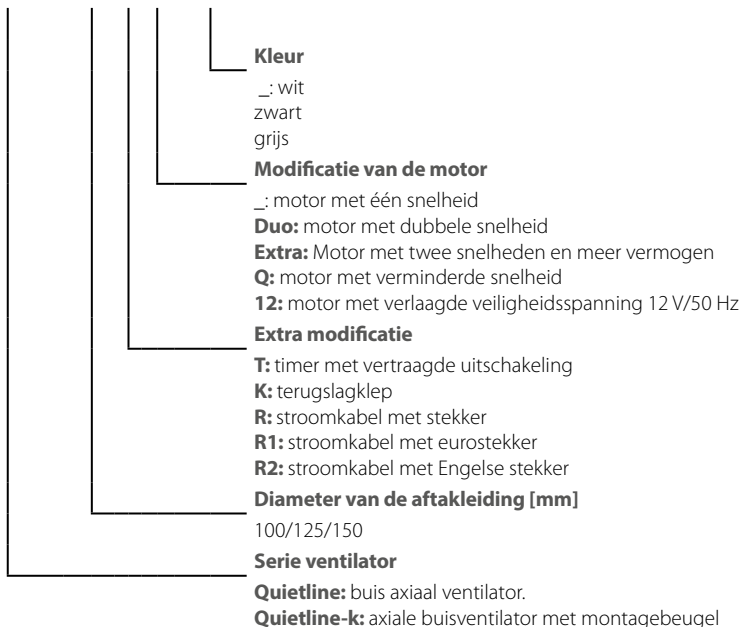 Kleur
_: wit
zwart
grijs
Modificatie van de motor
_: motor met één snelheid
Duo: motor met dubbele snelheid
Extra: Motor met twee snelheden en meer vermogen
Q: motor met verminderde snelheid
12: motor met verlaagde veiligheidsspanning 12 V/50 Hz
Extra modificatie
T: timer met vertraagde uitschakeling
K: terugslagklep
R: stroomkabel met stekker
R1: stroomkabel met eurostekker
R2: stroomkabel met Engelse stekker
Diameter van de aftakleiding [mm]
100/125/150
Serie ventilator
Quietline: buis axiaal ventilator.
Quietline-k: axiale buisventilator met montagebeugel